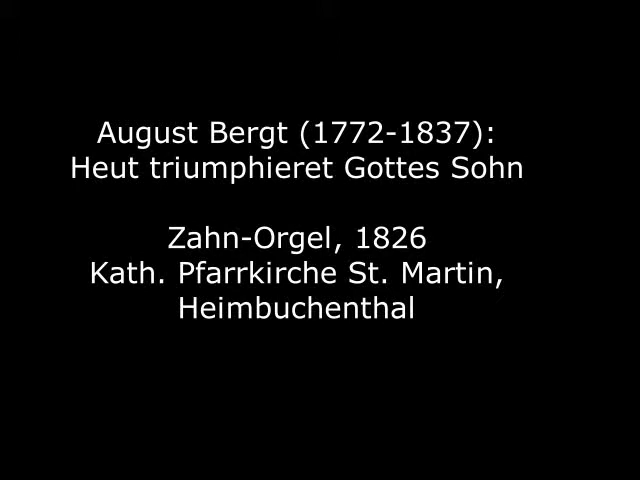 August Bergt (1772-1837):
Heut triumphieret Gottes Sohn
Zahn-Orgel, 1826
Kath. Pfarrkirche St. Martin,
Heimbuchenthal